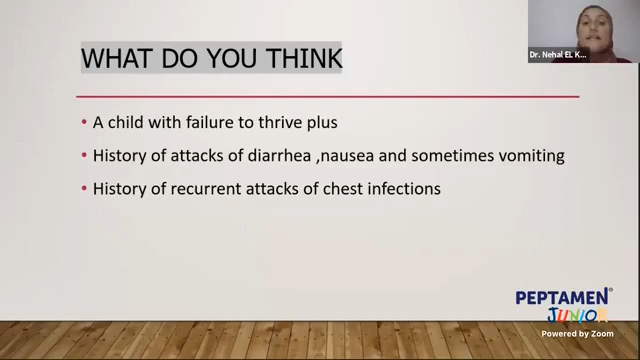 Dr. Nehal EL K...
WHAT DO YOU THINK
• A child with failure to thrive plus
• History of attacks of diarrhea ,nausea and sometimes vomiting
• History of recurrent attacks of chest infections
PEPTAMEN®
JUNIOR
Powered by Zoom